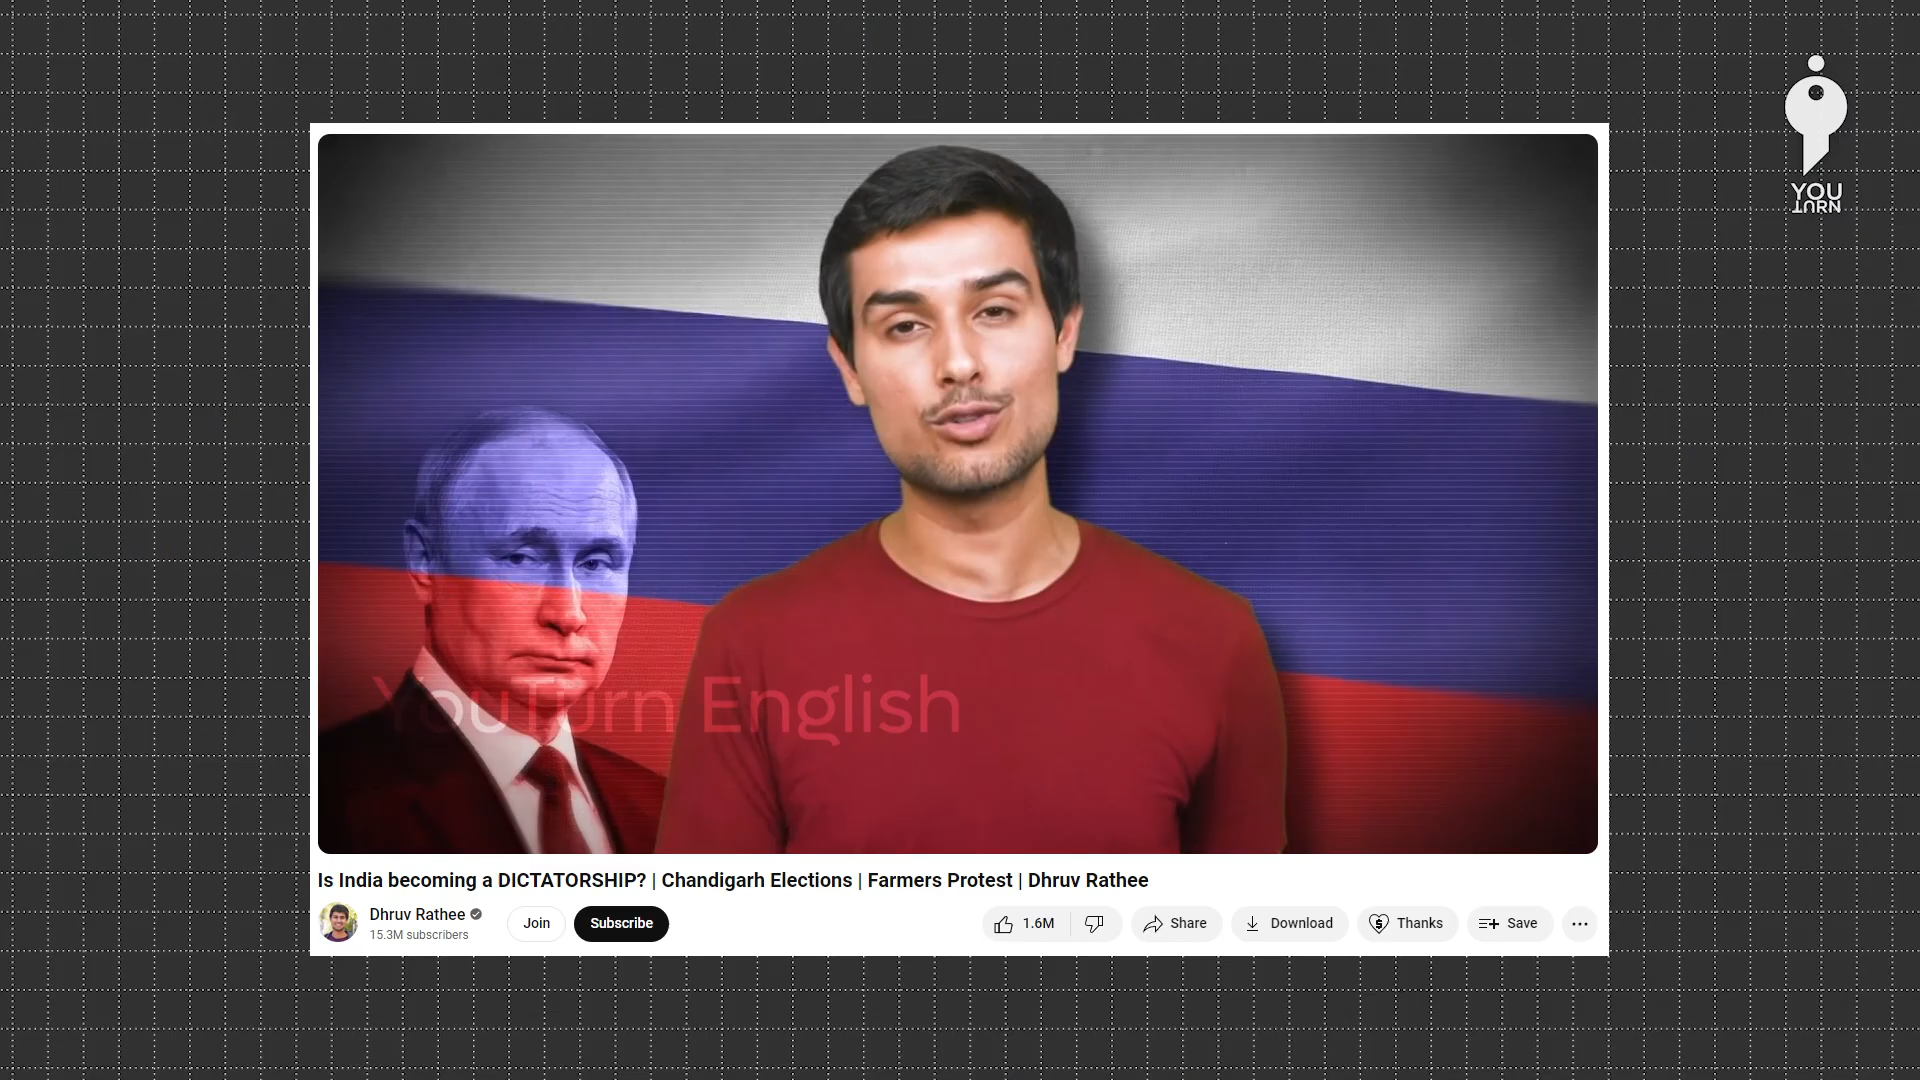 YOU
TURN
YouTurn English
Is India becoming a DICTATORSHIP? | Chandigarh Elections | Farmers Protest | Dhruv Rathee
Dhruv Rathee
15.3M subscribers
Join
Subscribe
1.6M
Share
Download
Thanks
Save